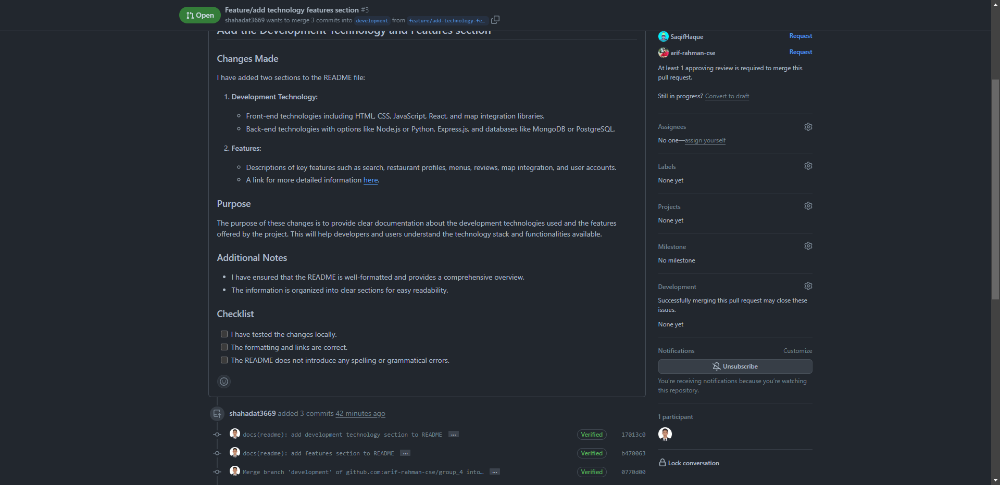 Open
Feature/add technology features section #3
shahadat3669 wants to merge 3 commits into development from feature/add-technology-fe…
Add the Development Technology and Features section
Changes Made
I have added two sections to the README file:
1. Development Technology:
Front-end technologies including HTML, CSS, JavaScript, React, and map integration libraries.
Back-end technologies with options like Node.js or Python, Express.js, and databases like MongoDB or PostgreSQL.
2. Features:
Descriptions of key features such as search, restaurant profiles, menus, reviews, map integration, and user accounts.
A link for more detailed information here.
Purpose
The purpose of these changes is to provide clear documentation about the development technologies used and the features
offered by the project. This will help developers and users understand the technology stack and functionalities available.
Additional Notes
I have ensured that the README is well-formatted and provides a comprehensive overview.
The information is organized into clear sections for easy readability.
Checklist
I have tested the changes locally.
The formatting and links are correct.
The README does not introduce any spelling or grammatical errors.
shahadat3669 added 3 commits 42 minutes ago
docs(readme): add development technology section to README … Verified 17013c0
docs(readme): add features section to README … Verified b470063
Merge branch 'development' of github.com:arif-rahman-cse/group_4 into… … Verified 0770d00
SaqifHaque Request
arif-rahman-cse Request
At least 1 approving review is required to merge this
pull request.
Still in progress? Convert to draft
Assignees
No one—assign yourself
Labels
None yet
Projects
None yet
Milestone
No milestone
Development
Successfully merging this pull request may close these
issues.
None yet
Notifications Customize
Unsubscribe
You're receiving notifications because you're watching
this repository.
1 participant
Lock conversation